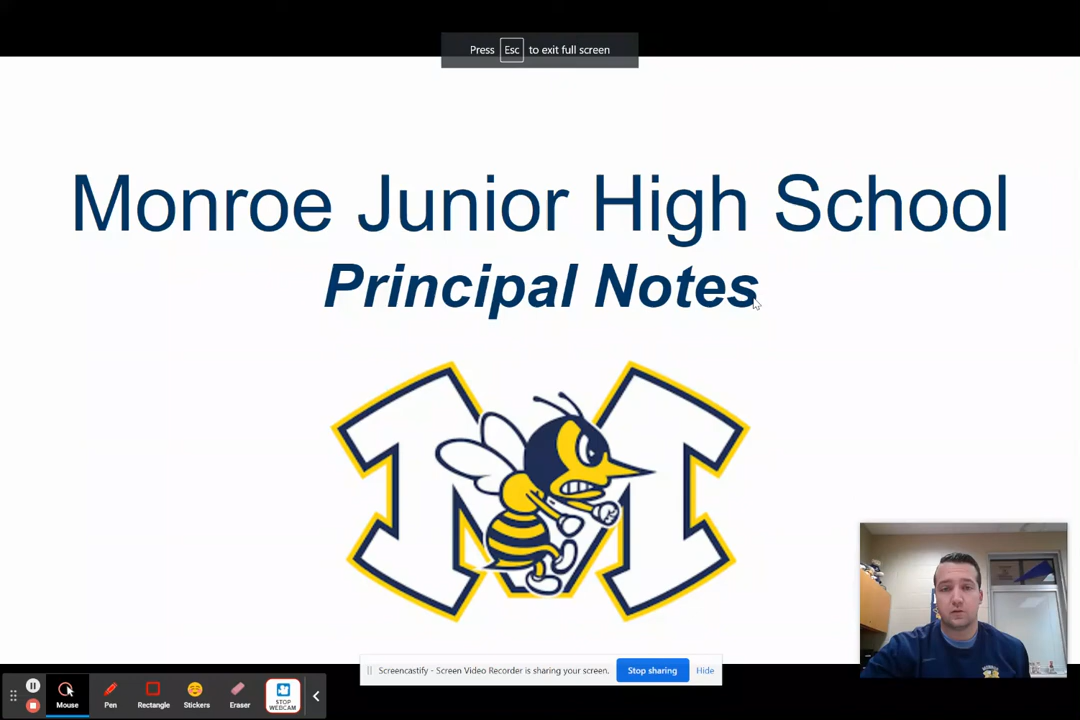 Press Esc to exit full screen
Monroe Junior High School
Principal Notes
M
Screencastify - Screen Video Recorder is sharing your screen. Stop sharing Hide
Mouse Pen Rectangle Stickers Eraser STOP
WEBCAM